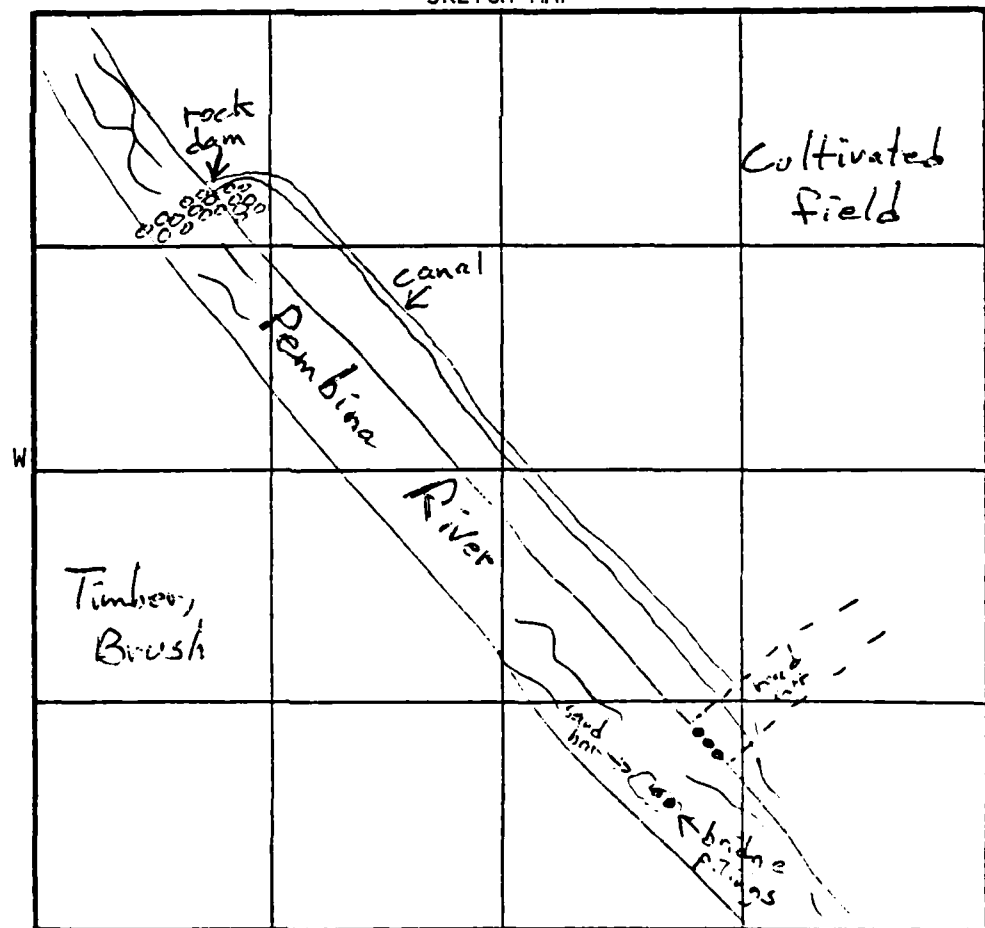 SKETCH MAP
rock
dam
Cultivated
field
canal
Pembina
River
W
Timber,
Brush
sand
bar
bridge
pilings